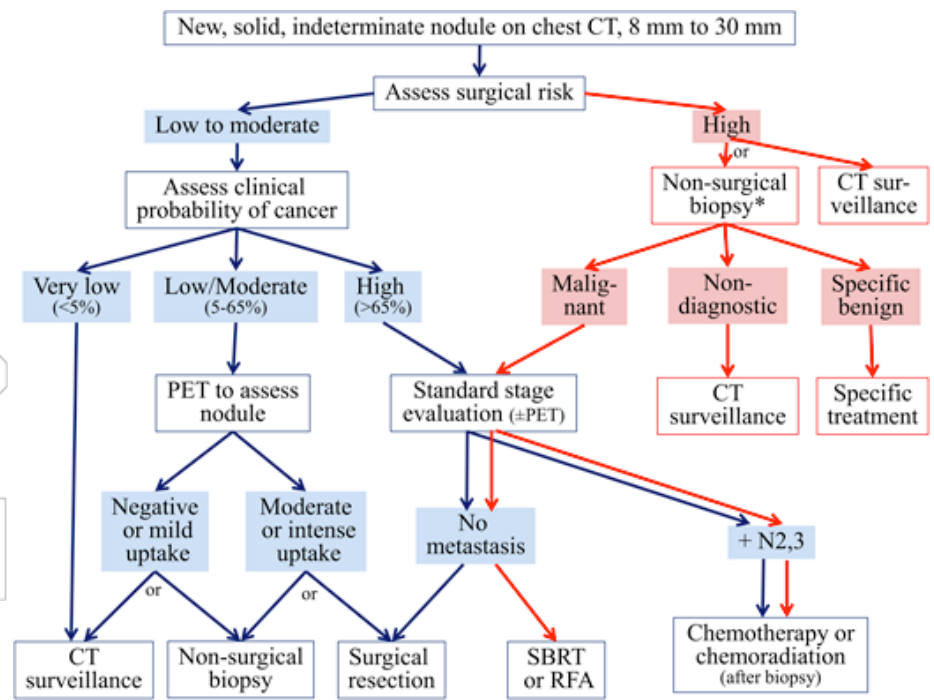 New, solid, indeterminate nodule on chest CT, 8 mm to 30 mm
Assess surgical risk
Low to moderate
High
or
Assess clinical
probability of cancer
Non-surgical
biopsy*
CT sur-
veillance
Very low
(<5%)
Low/Moderate
(5-65%)
High
(>65%)
Malig-
nant
Non-
diagnostic
Specific
benign
PET to assess
nodule
Standard stage
evaluation (±PET)
CT
surveillance
Specific
treatment
Negative
or mild
uptake
Moderate
or intense
uptake
No
metastasis
+ N2,3
or
or
CT
surveillance
Non-surgical
biopsy
Surgical
resection
SBRT
or RFA
Chemotherapy or
chemoradiation
(after biopsy)